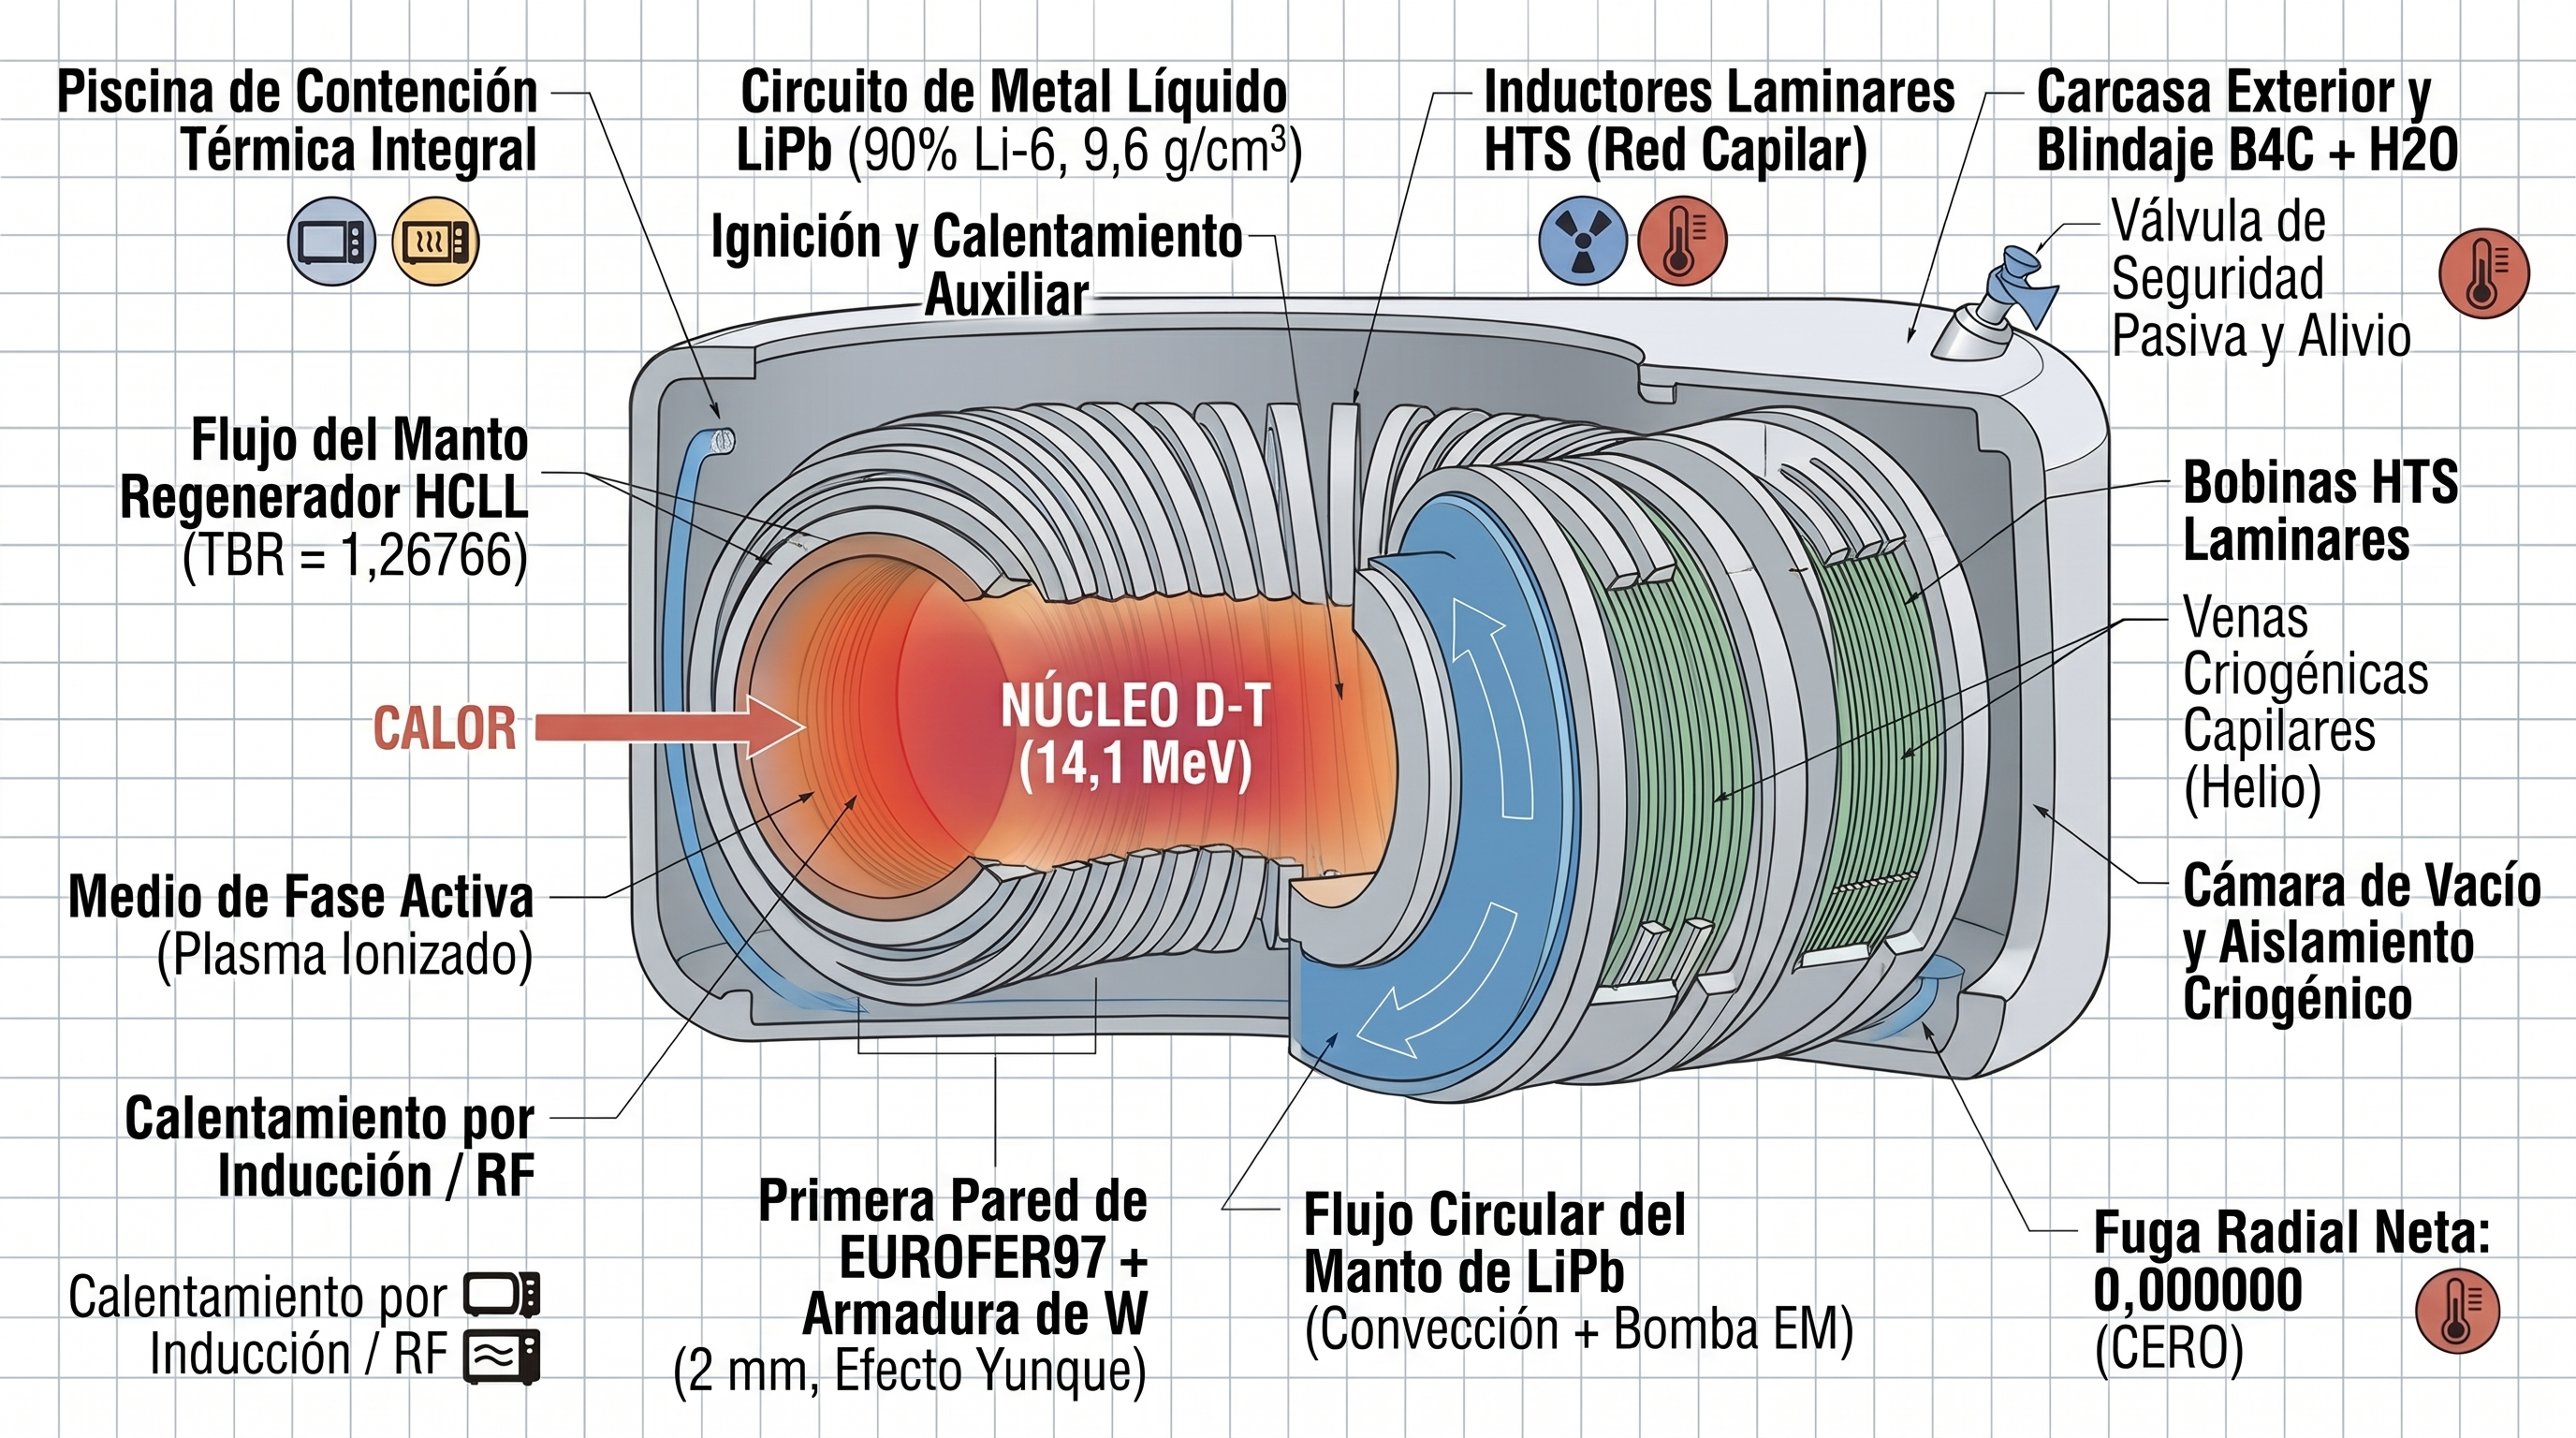 Piscina de Contención
Térmica Integral
Circuito de Metal Líquido
LiPb (90% Li-6, 9,6 g/cm³)
Ignición y Calentamiento
Auxiliar
Inductores Laminares
HTS (Red Capilar)
Carcasa Exterior y
Blindaje B4C + H2O
Válvula de
Seguridad
Pasiva y Alivio
Flujo del Manto
Regenerador HCLL
(TBR = 1,26766)
CALOR
NÚCLEO D-T
(14,1 MeV)
Bobinas HTS
Laminares
Venas
Criogénicas
Capilares
(Helio)
Medio de Fase Activa
(Plasma Ionizado)
Cámara de Vacío
y Aislamiento
Criogénico
Calentamiento por
Inducción / RF
Calentamiento por
Inducción / RF
Primera Pared de
EUROFER97 +
Armadura de W
(2 mm, Efecto Yunque)
Flujo Circular del
Manto de LiPb
(Convección + Bomba EM)
Fuga Radial Neta:
0,000000
(CERO)